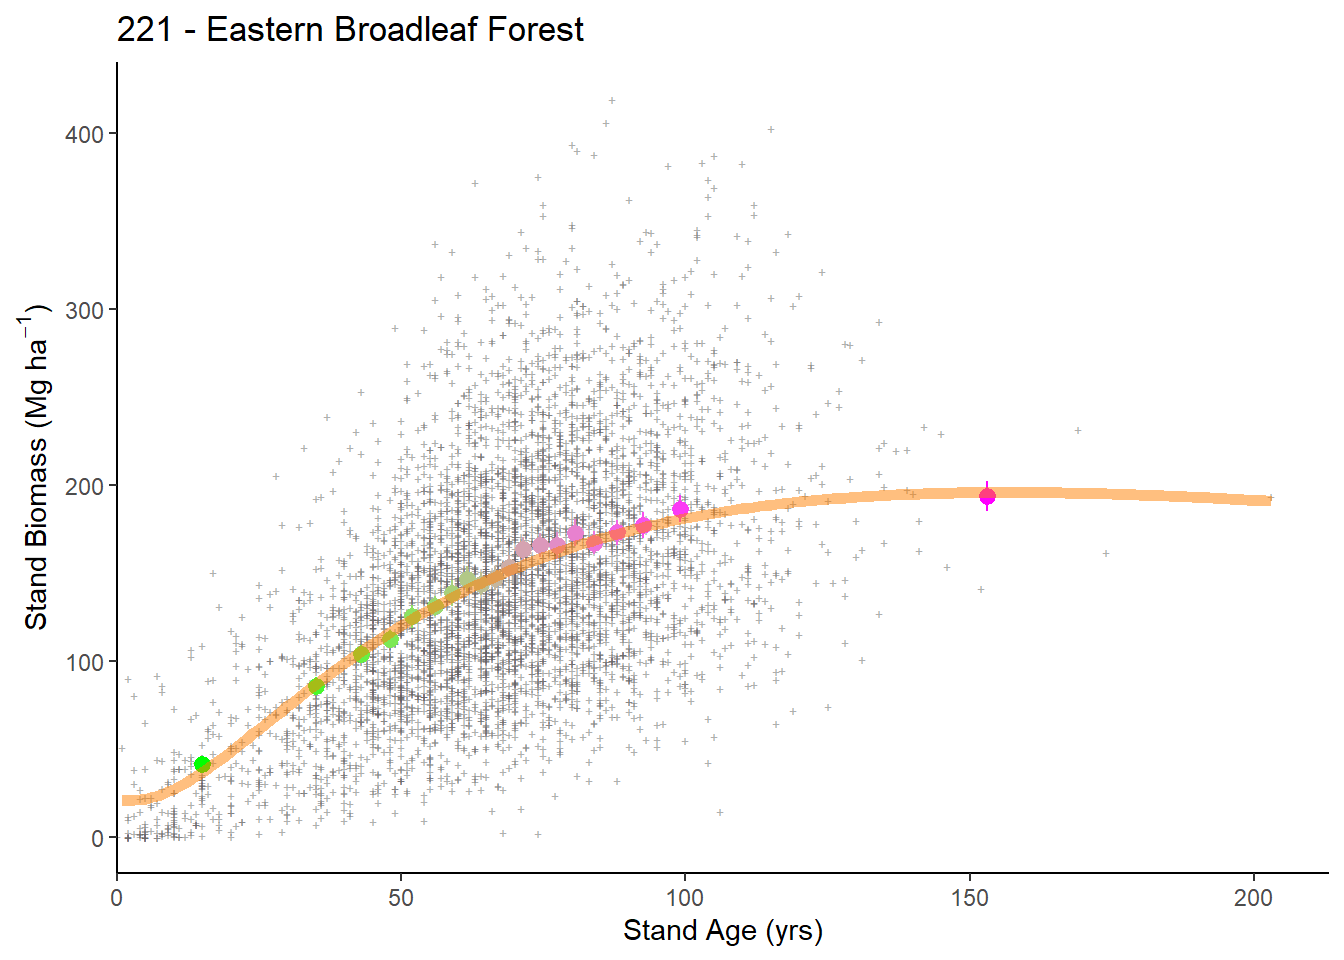 221 - Eastern Broadleaf Forest
Stand Biomass (Mg ha⁻¹)
400
300
200
100
0
0 50 100 150 200
Stand Age (yrs)